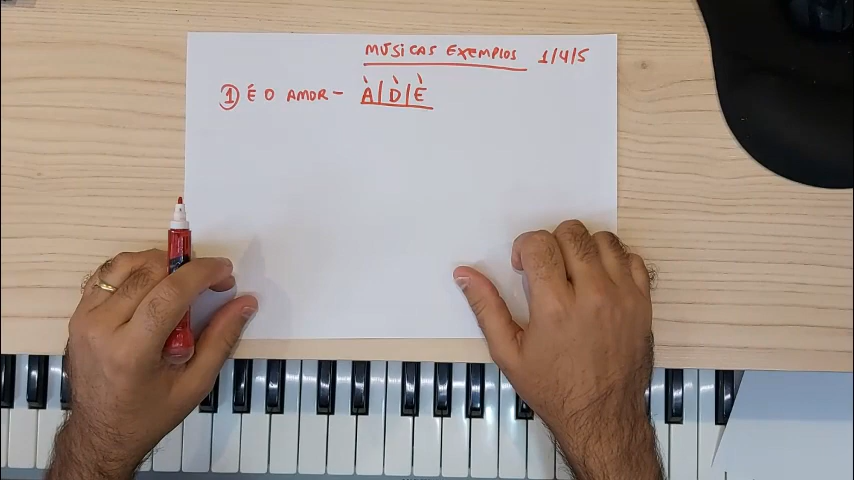 MUSICAS EXEMPLOS 1/4/5
① É O AMOR - A|D|E